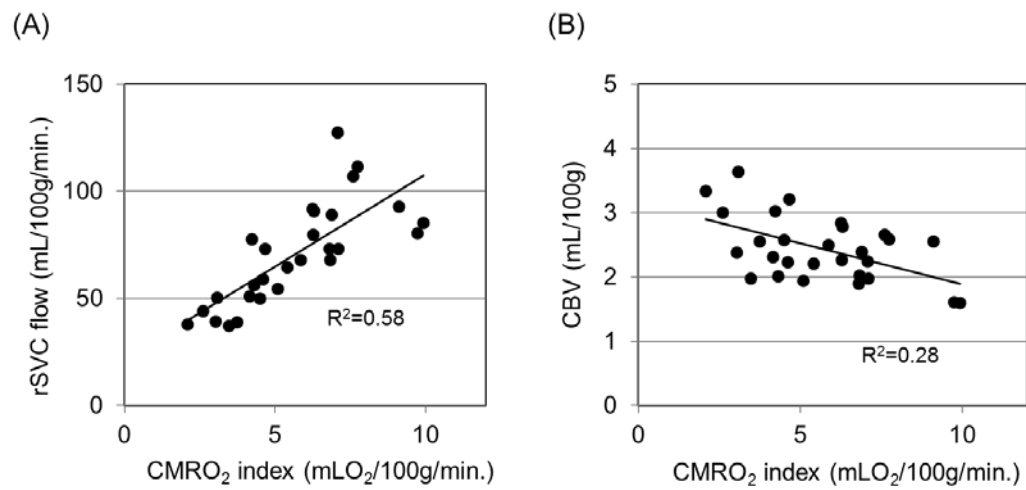 (A)
150
100
50
0
0 5 10
rSVC flow (mL/100g/min.)
R²=0.58
CMRO₂ index (mLO₂/100g/min.)
(B)
5
4
3
2
1
0
0 5 10
CBV (mL/100g)
R²=0.28
CMRO₂ index (mLO₂/100g/min.)